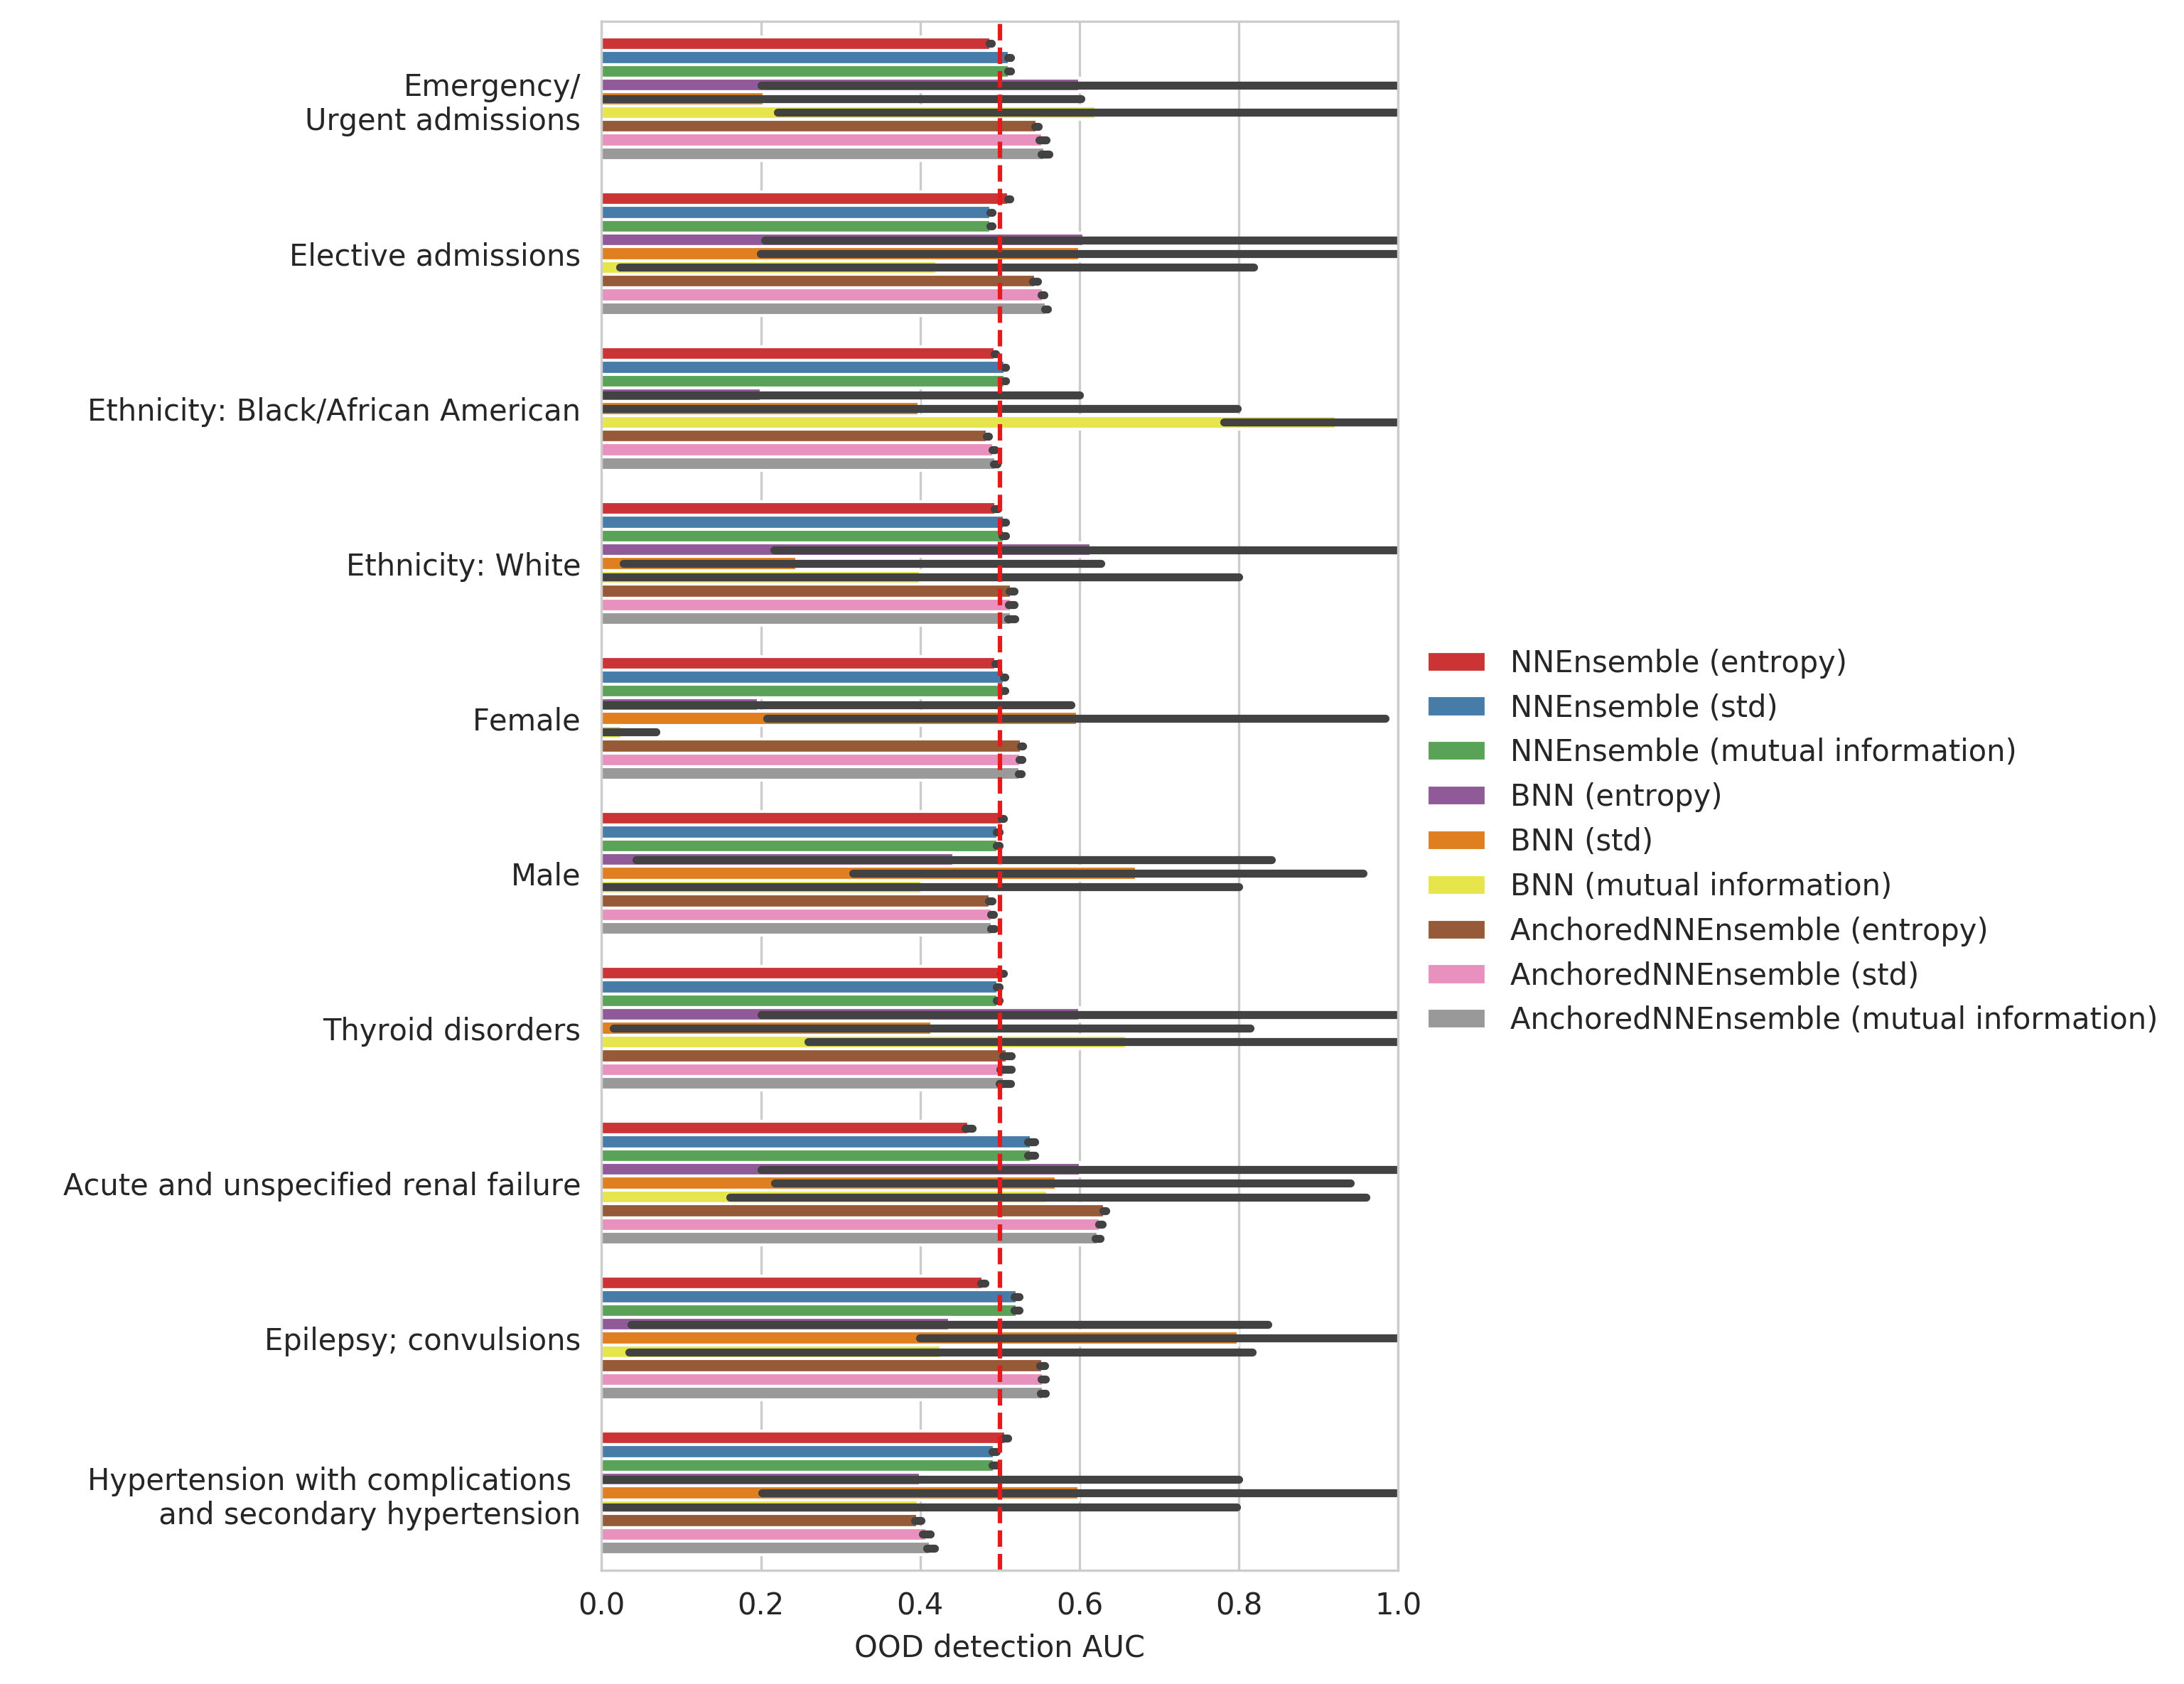 Emergency/
Urgent admissions
Elective admissions
Ethnicity: Black/African American
Ethnicity: White
Female
Male
Thyroid disorders
Acute and unspecified renal failure
Epilepsy; convulsions
Hypertension with complications
and secondary hypertension
0.0 0.2 0.4 0.6 0.8 1.0
OOD detection AUC
NNEnsemble (entropy)
NNEnsemble (std)
NNEnsemble (mutual information)
BNN (entropy)
BNN (std)
BNN (mutual information)
AnchoredNNEnsemble (entropy)
AnchoredNNEnsemble (std)
AnchoredNNEnsemble (mutual information)